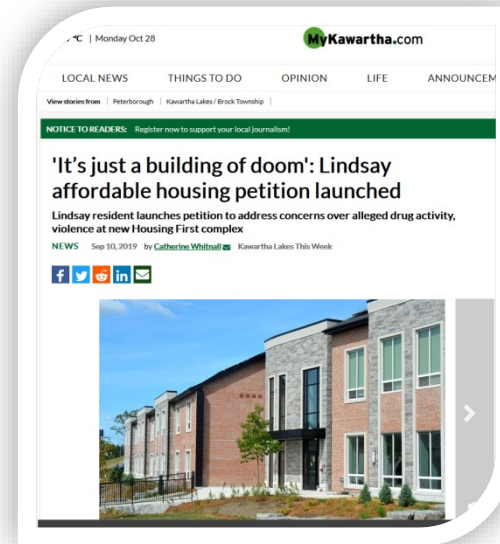 °C | Monday Oct 28
MyKawartha.com
LOCAL NEWS THINGS TO DO OPINION LIFE ANNOUNCEM
View stories from | Peterborough | Kawartha Lakes / Brock Township |
NOTICE TO READERS: Register now to support your local journalism!
'It’s just a building of doom': Lindsay
affordable housing petition launched
Lindsay resident launches petition to address concerns over alleged drug activity,
violence at new Housing First complex
NEWS Sep 10, 2019 by Catherine Whitnall Kawartha Lakes This Week